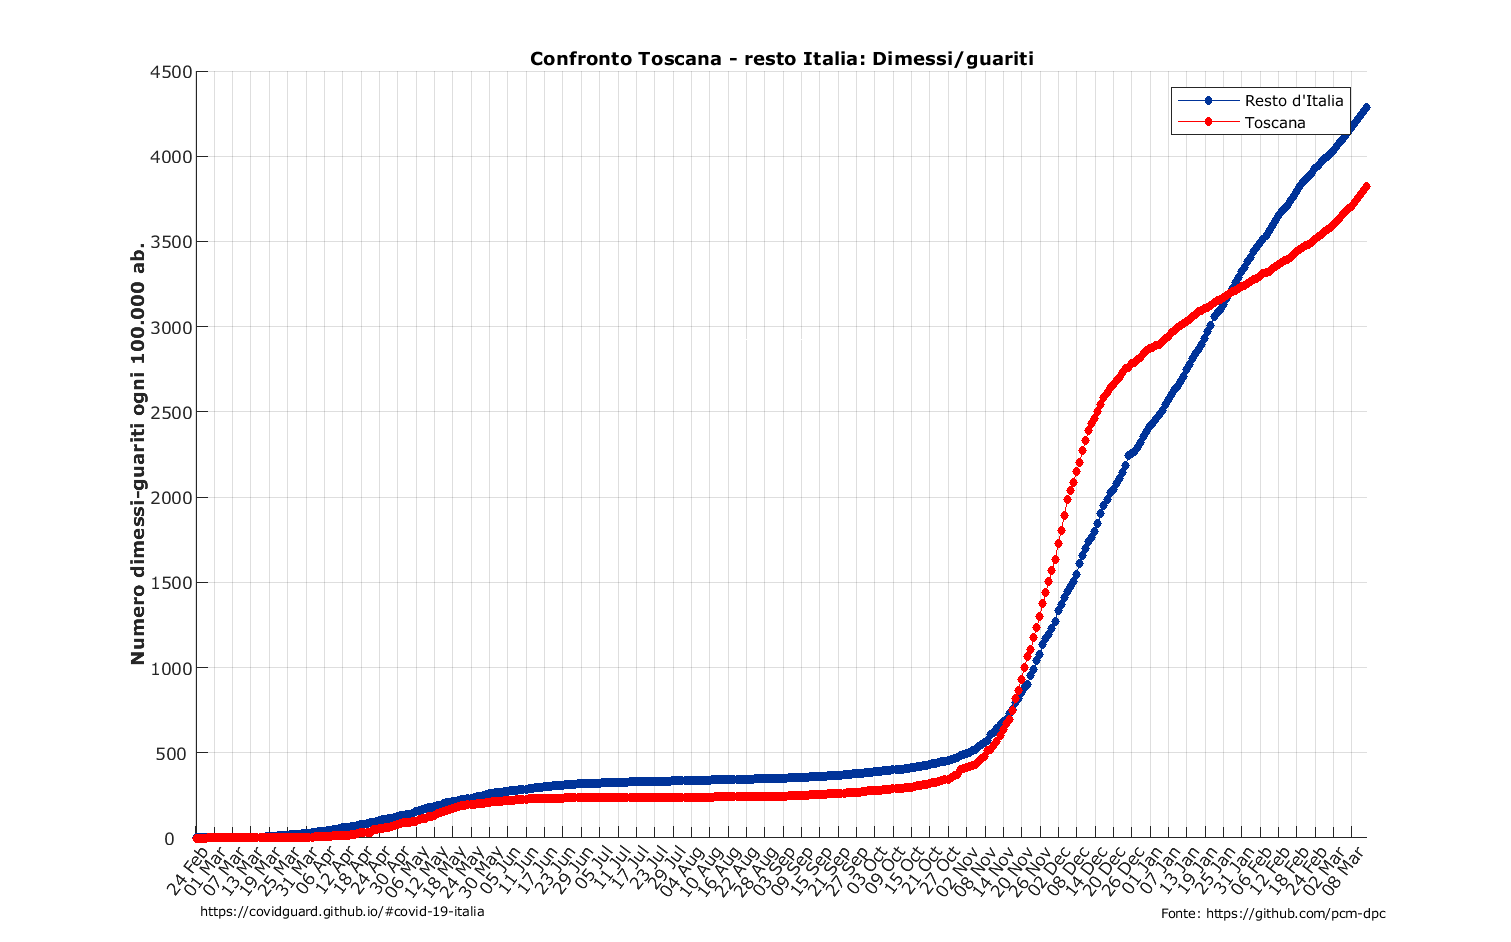 Confronto Toscana - resto Italia: Dimessi/guariti
Numero dimessi-guariti ogni 100.000 ab.
4500
4000
3500
3000
2500
2000
1500
1000
500
0
Resto d'Italia
Toscana
24 Feb
01 Mar
07 Mar
13 Mar
19 Mar
25 Mar
31 Mar
06 Apr
12 Apr
18 Apr
24 Apr
30 Apr
06 May
12 May
18 May
24 May
30 May
05 Jun
11 Jun
17 Jun
23 Jun
29 Jun
05 Jul
11 Jul
17 Jul
23 Jul
29 Jul
04 Aug
10 Aug
16 Aug
22 Aug
28 Aug
03 Sep
09 Sep
15 Sep
21 Sep
27 Sep
03 Oct
09 Oct
15 Oct
21 Oct
27 Oct
02 Nov
08 Nov
14 Nov
20 Nov
26 Nov
02 Dec
08 Dec
14 Dec
20 Dec
26 Dec
01 Jan
07 Jan
13 Jan
19 Jan
25 Jan
31 Jan
06 Feb
12 Feb
18 Feb
24 Feb
02 Mar
08 Mar
https://covidguard.github.io/#covid-19-italia
Fonte: https://github.com/pcm-dpc